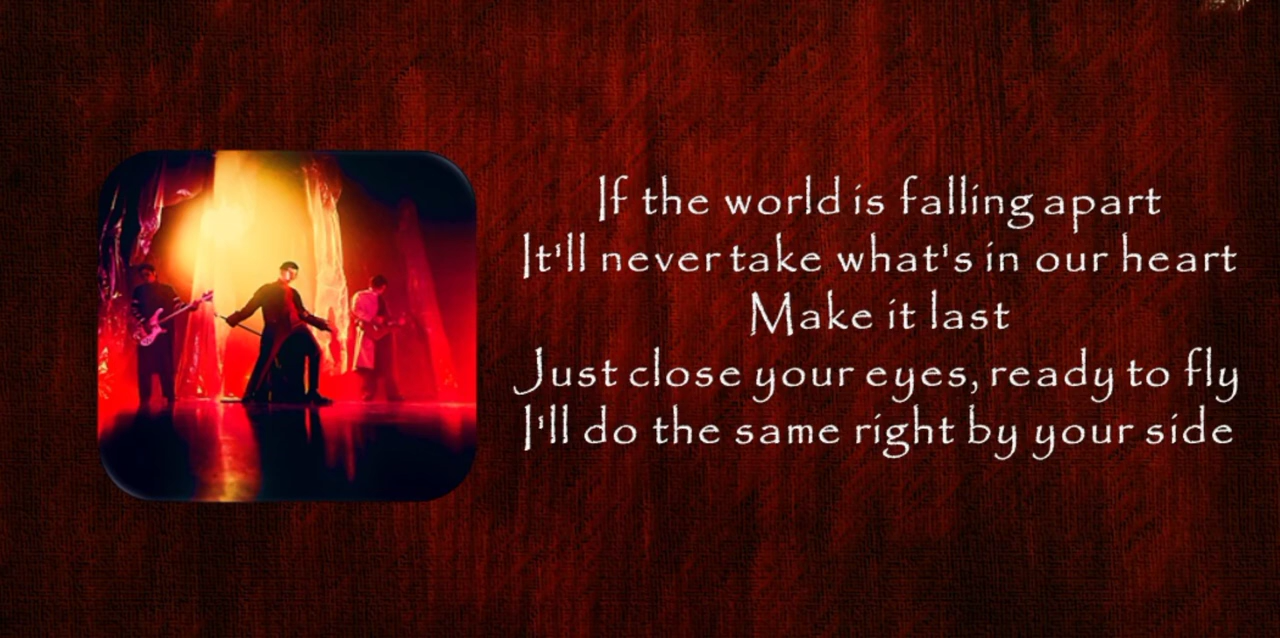 If the world is falling apart
It'll never take what's in our heart
Make it last
Just close your eyes, ready to fly
I'll do the same right by your side